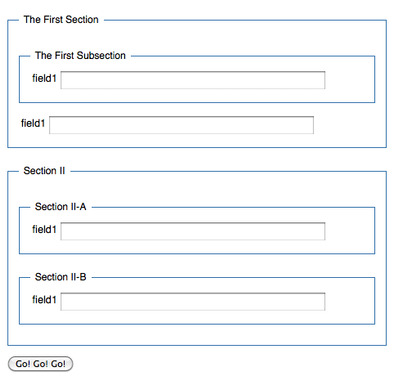 The First Section
The First Subsection
field1
field1
Section II
Section II-A
field1
Section II-B
field1
Go! Go! Go!